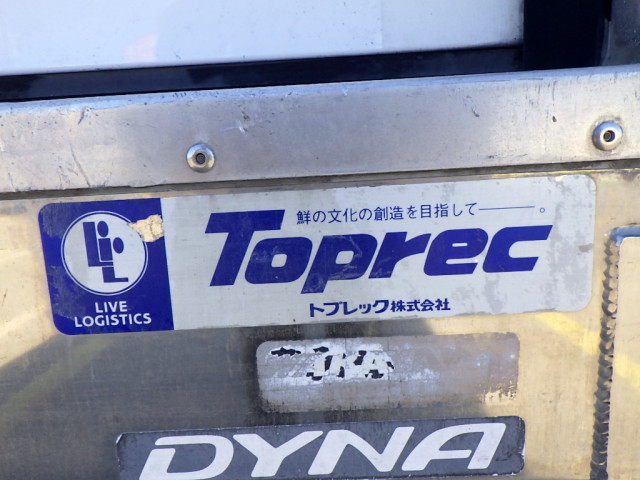 鮮の文化の創造を目指して———。
Toprec
LIVE
LOGISTICS
トプレック株式会社
DYNA